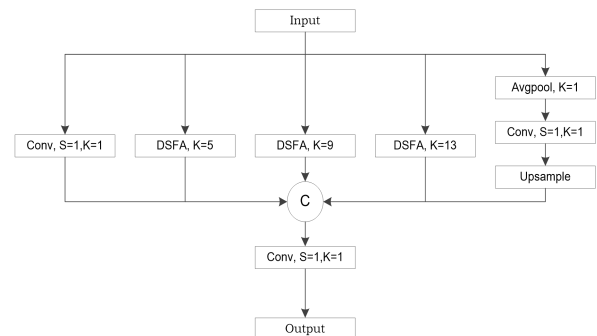 Input
Avgpool, K=1
Conv, S=1,K=1
DSFA, K=5
DSFA, K=9
DSFA, K=13
Conv, S=1,K=1
Upsample
C
Conv, S=1,K=1
Output